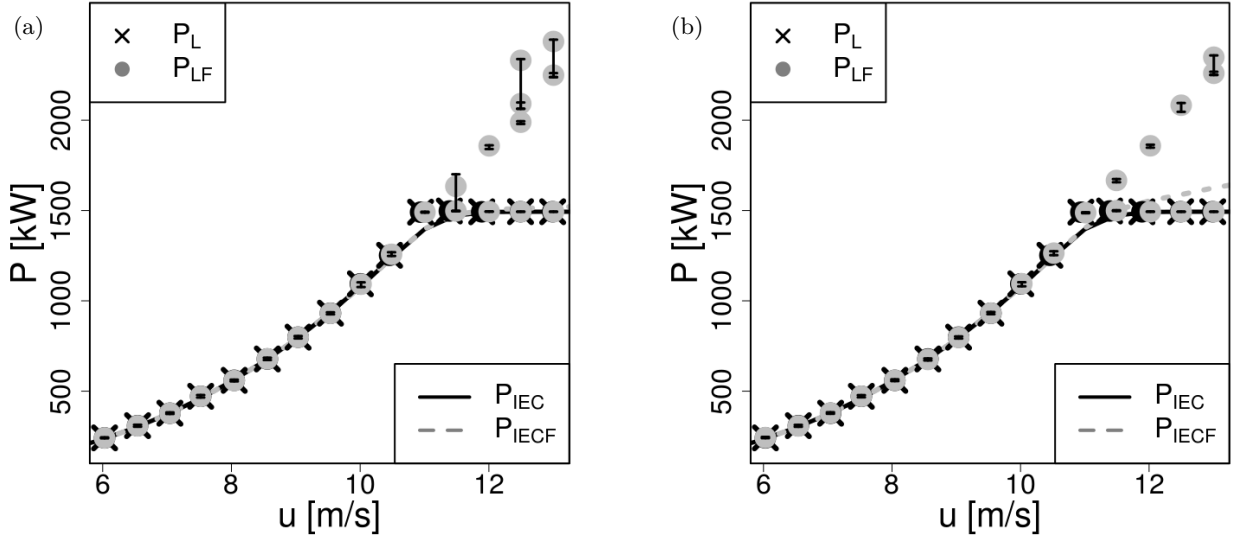 (a)
P_L
P_LF
P [kW]
500 1000 1500 2000
P_IEC
P_IECF
6 8 10 12
u [m/s]
(b)
P_L
P_LF
P [kW]
500 1000 1500 2000
P_IEC
P_IECF
6 8 10 12
u [m/s]